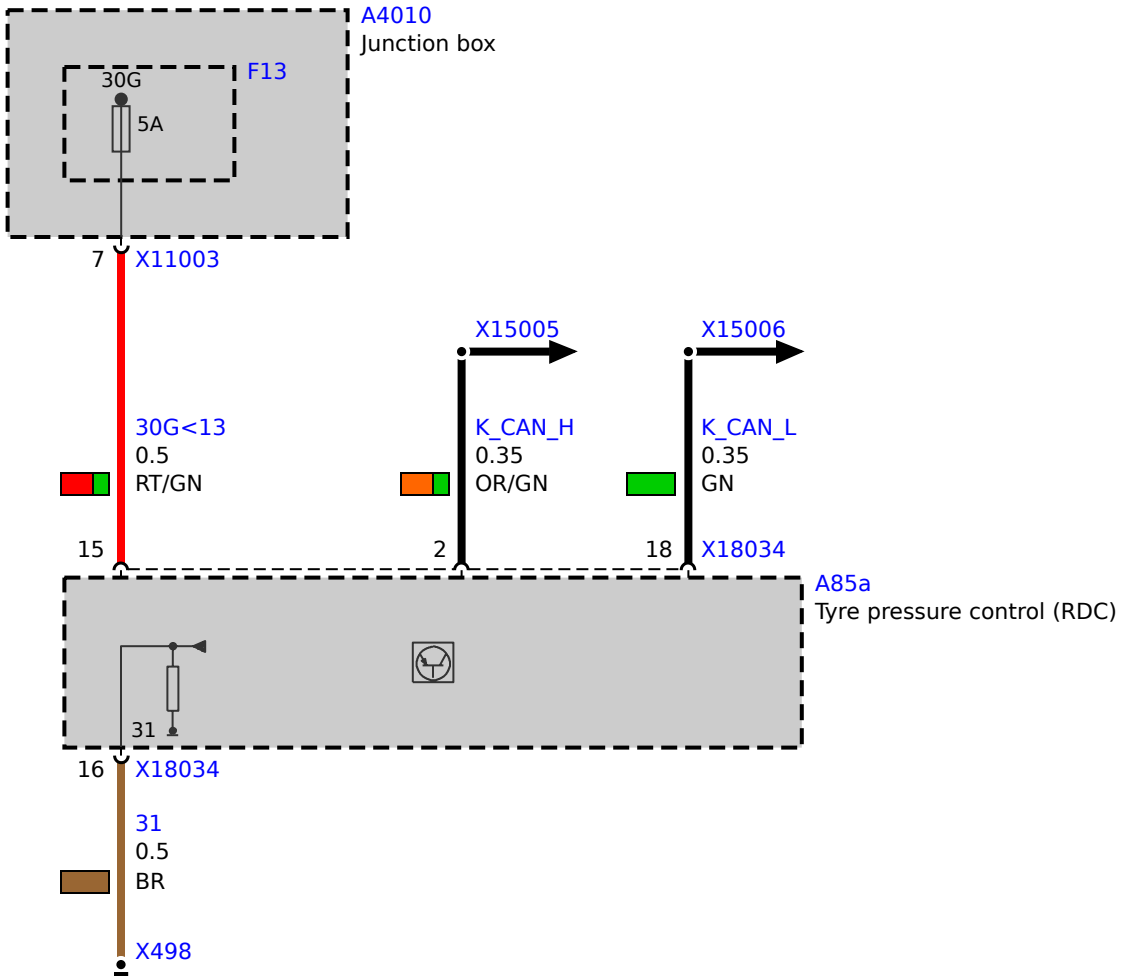 A4010
Junction box
F13
30G
5A
7 X11003
X15005
X15006
30G<13
0.5
RT/GN
K_CAN_H
0.35
OR/GN
K_CAN_L
0.35
GN
15
2
18 X18034
A85a
Tyre pressure control (RDC)
31
16 X18034
31
0.5
BR
X498